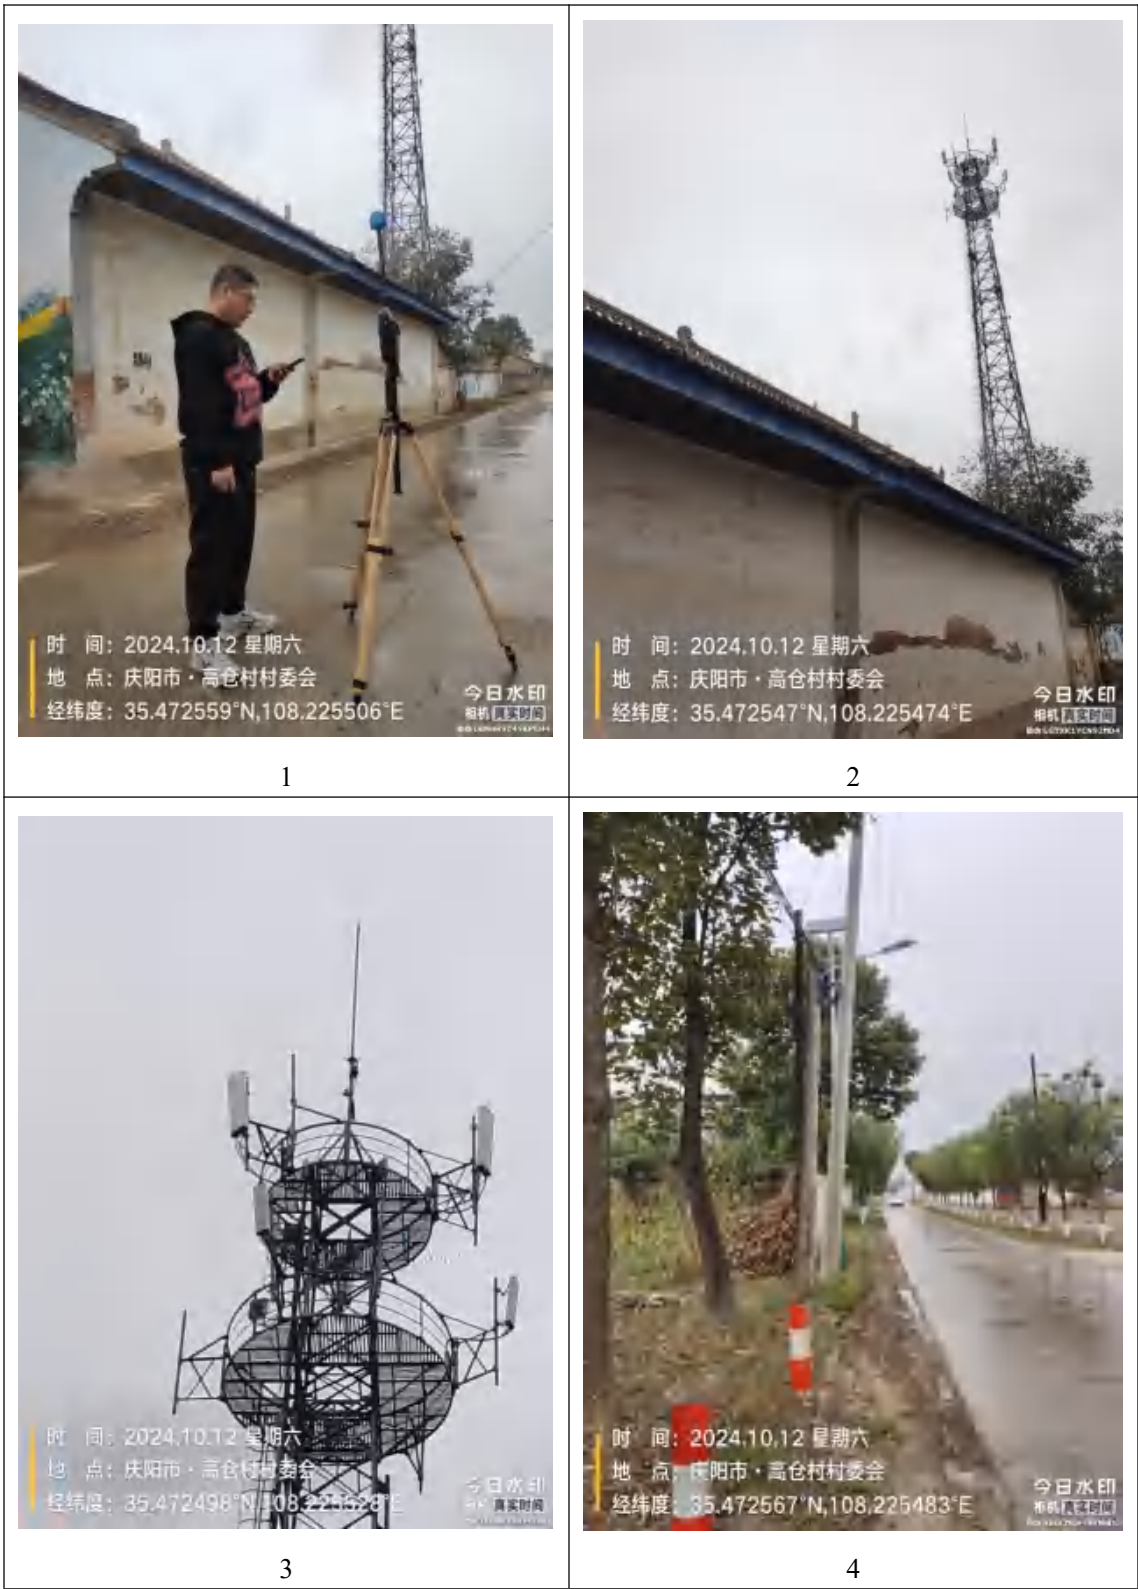 时 间：2024.10.12 星期六
地 点：庆阳市·高仓村村委会
经纬度：35.472559°N,108.225506°E
今日水印
相机 真实时间
1
时 间：2024.10.12 星期六
地 点：庆阳市·高仓村村委会
经纬度：35.472547°N,108.225474°E
今日水印
相机 真实时间
2
时 间：2024.10.12 星期六
地 点：庆阳市·高仓村村委会
经纬度：35.472498°N,108.225528°E
今日水印
真实时间
3
时 间：2024.10.12 星期六
地 点：庆阳市·高仓村村委会
经纬度：35.472567°N,108.225483°E
今日水印
相机 真实时间
4